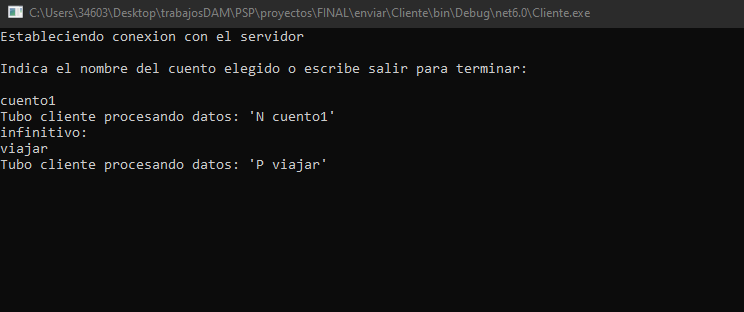 C:\Users\34603\Desktop\trabajosDAM\PSP\proyectos\FINAL\enviar\Cliente\bin\Debug\net6.0\Cliente.exe
Estableciendo conexion con el servidor
Indica el nombre del cuento elegido o escribe salir para terminar:
cuento1
Tubo cliente procesando datos: 'N cuento1'
infinitivo:
viajar
Tubo cliente procesando datos: 'P viajar'